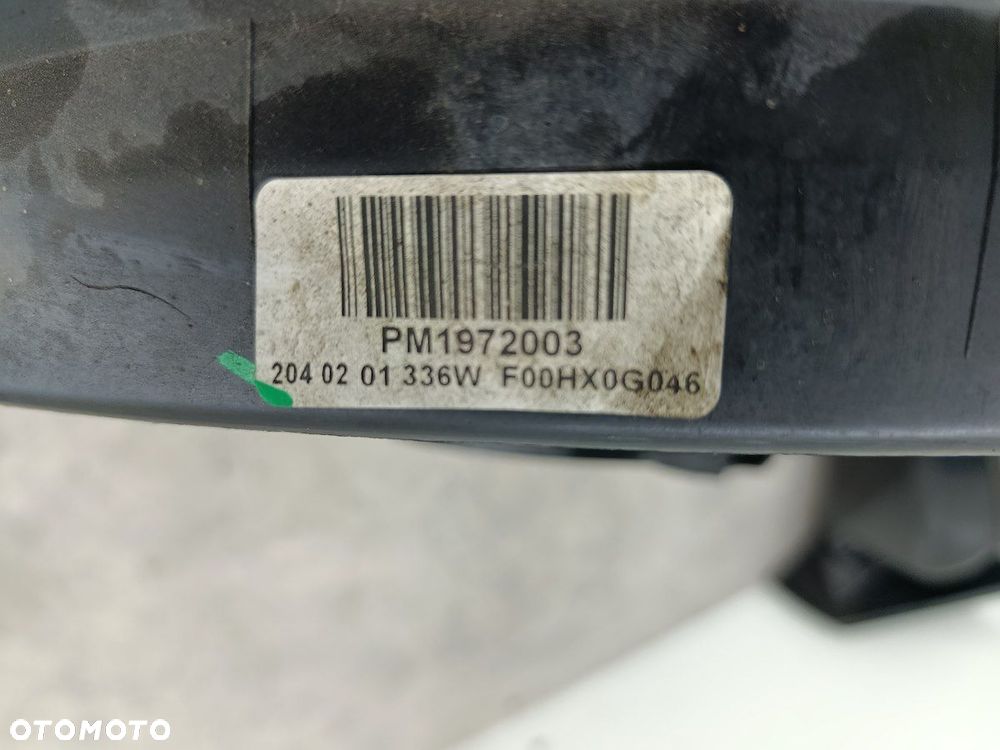 PM1972003
204 02 01 336W F00HX0G046
OTOMOTO